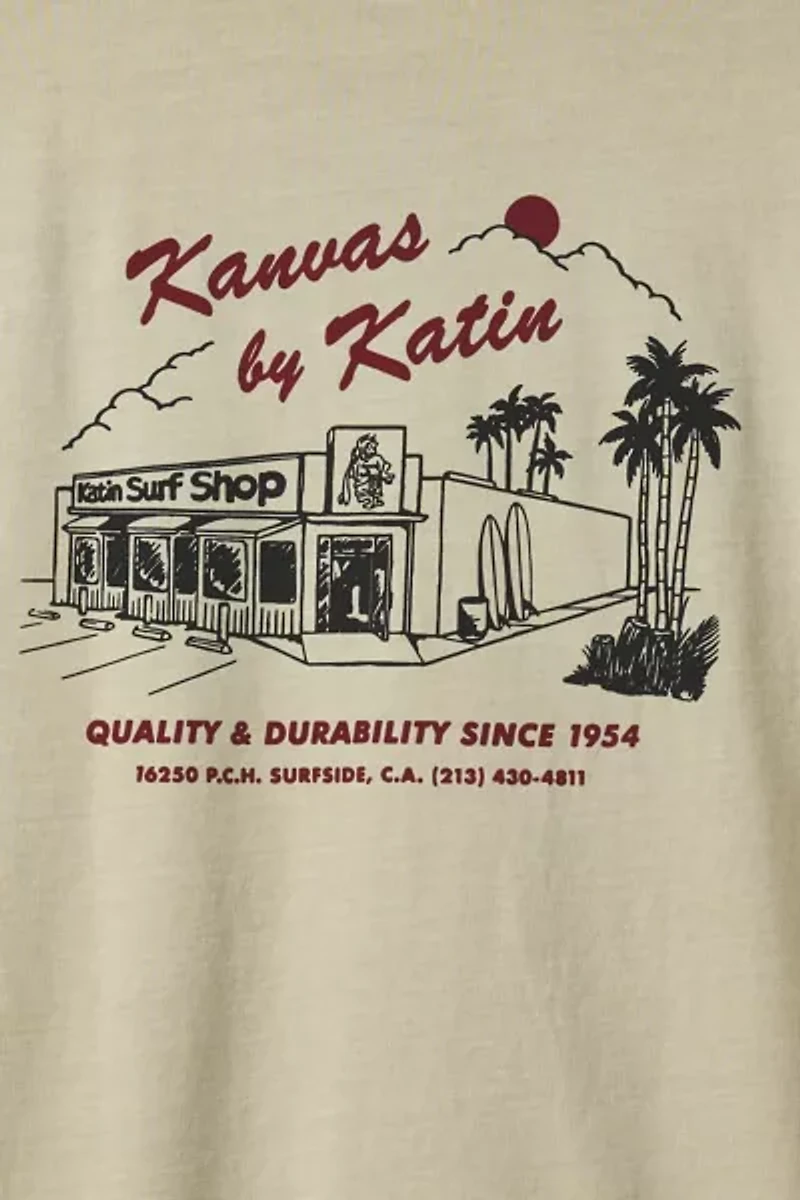 Kanvas
by Katin
Katin Surf Shop
QUALITY & DURABILITY SINCE 1954
16250 P.C.H. SURFSIDE, C.A. (213) 430-4811